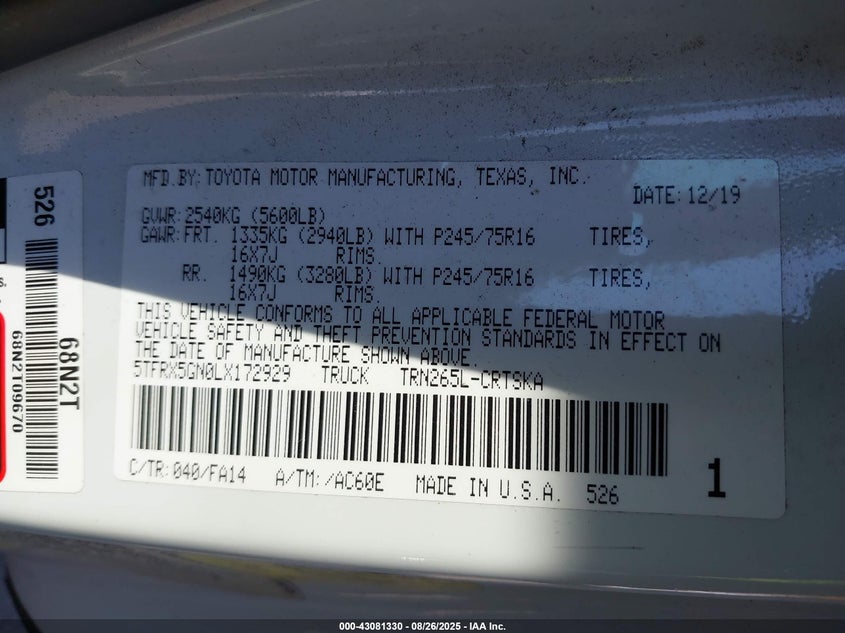 MFD.BY: TOYOTA MOTOR MANUFACTURING, TEXAS, INC.
DATE: 12/19
GVWR: 2540KG (5600LB)
GAWR: FRT. 1335KG (2940LB) WITH P245/75R16 TIRES,
16X7J RIMS.
RR. 1490KG (3280LB) WITH P245/75R16 TIRES,
16X7J RIMS.
THIS VEHICLE CONFORMS TO ALL APPLICABLE FEDERAL MOTOR
VEHICLE SAFETY AND THEFT PREVENTION STANDARDS IN EFFECT ON
THE DATE OF MANUFACTURE SHOWN ABOVE.
5TFRX5GN0LX172929 TRUCK TRN265L-CRTSKA
C/TR: 040/FA14 A/TM: /AC60E MADE IN U.S.A. 526
1
526
68N2T
68N2T09670
000-43081330 - 08/26/2025 - IAA Inc.